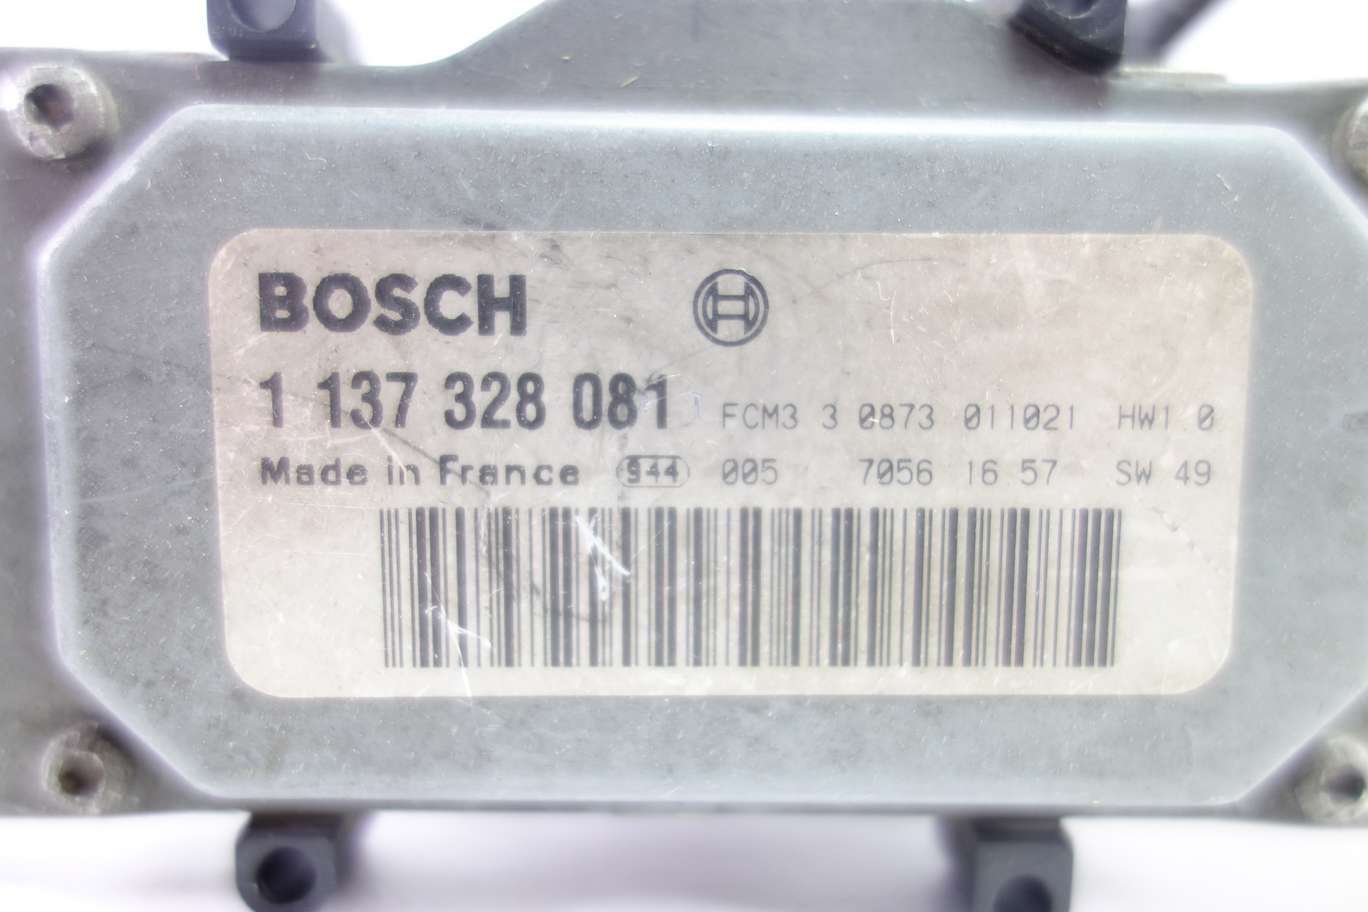 BOSCH
1 137 328 081 FCM3 3 0873 011021 HW1 0
Made in France 944 005 7056 16 57 SW 49